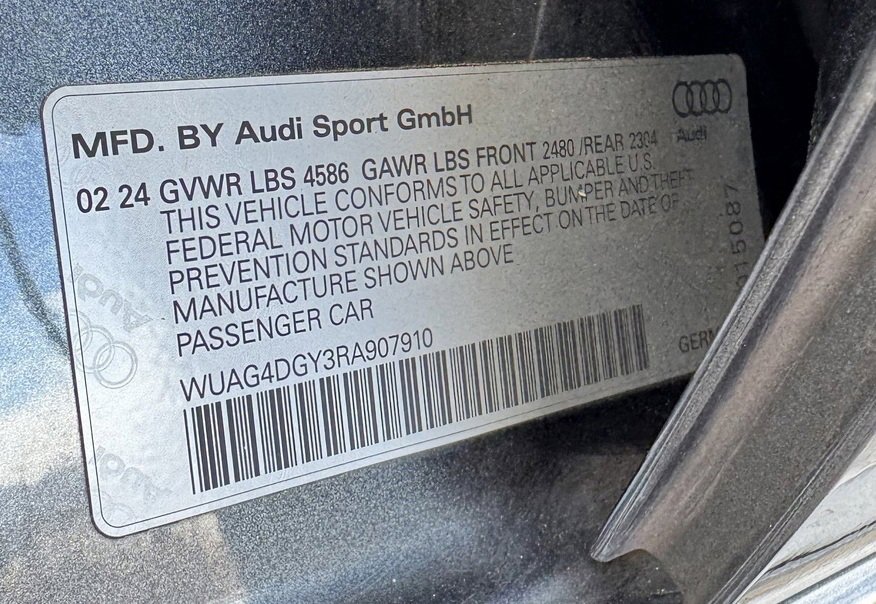 MFD. BY Audi Sport GmbH
Audi
02 24 GVWR LBS 4586 GAWR LBS FRONT 2480 /REAR 2304
THIS VEHICLE CONFORMS TO ALL APPLICABLE U.S.
FEDERAL MOTOR VEHICLE SAFETY, BUMPER AND THEFT
PREVENTION STANDARDS IN EFFECT ON THE DATE OF
MANUFACTURE SHOWN ABOVE
PASSENGER CAR
WUAG4DGY3RA907910
Audi
Audi